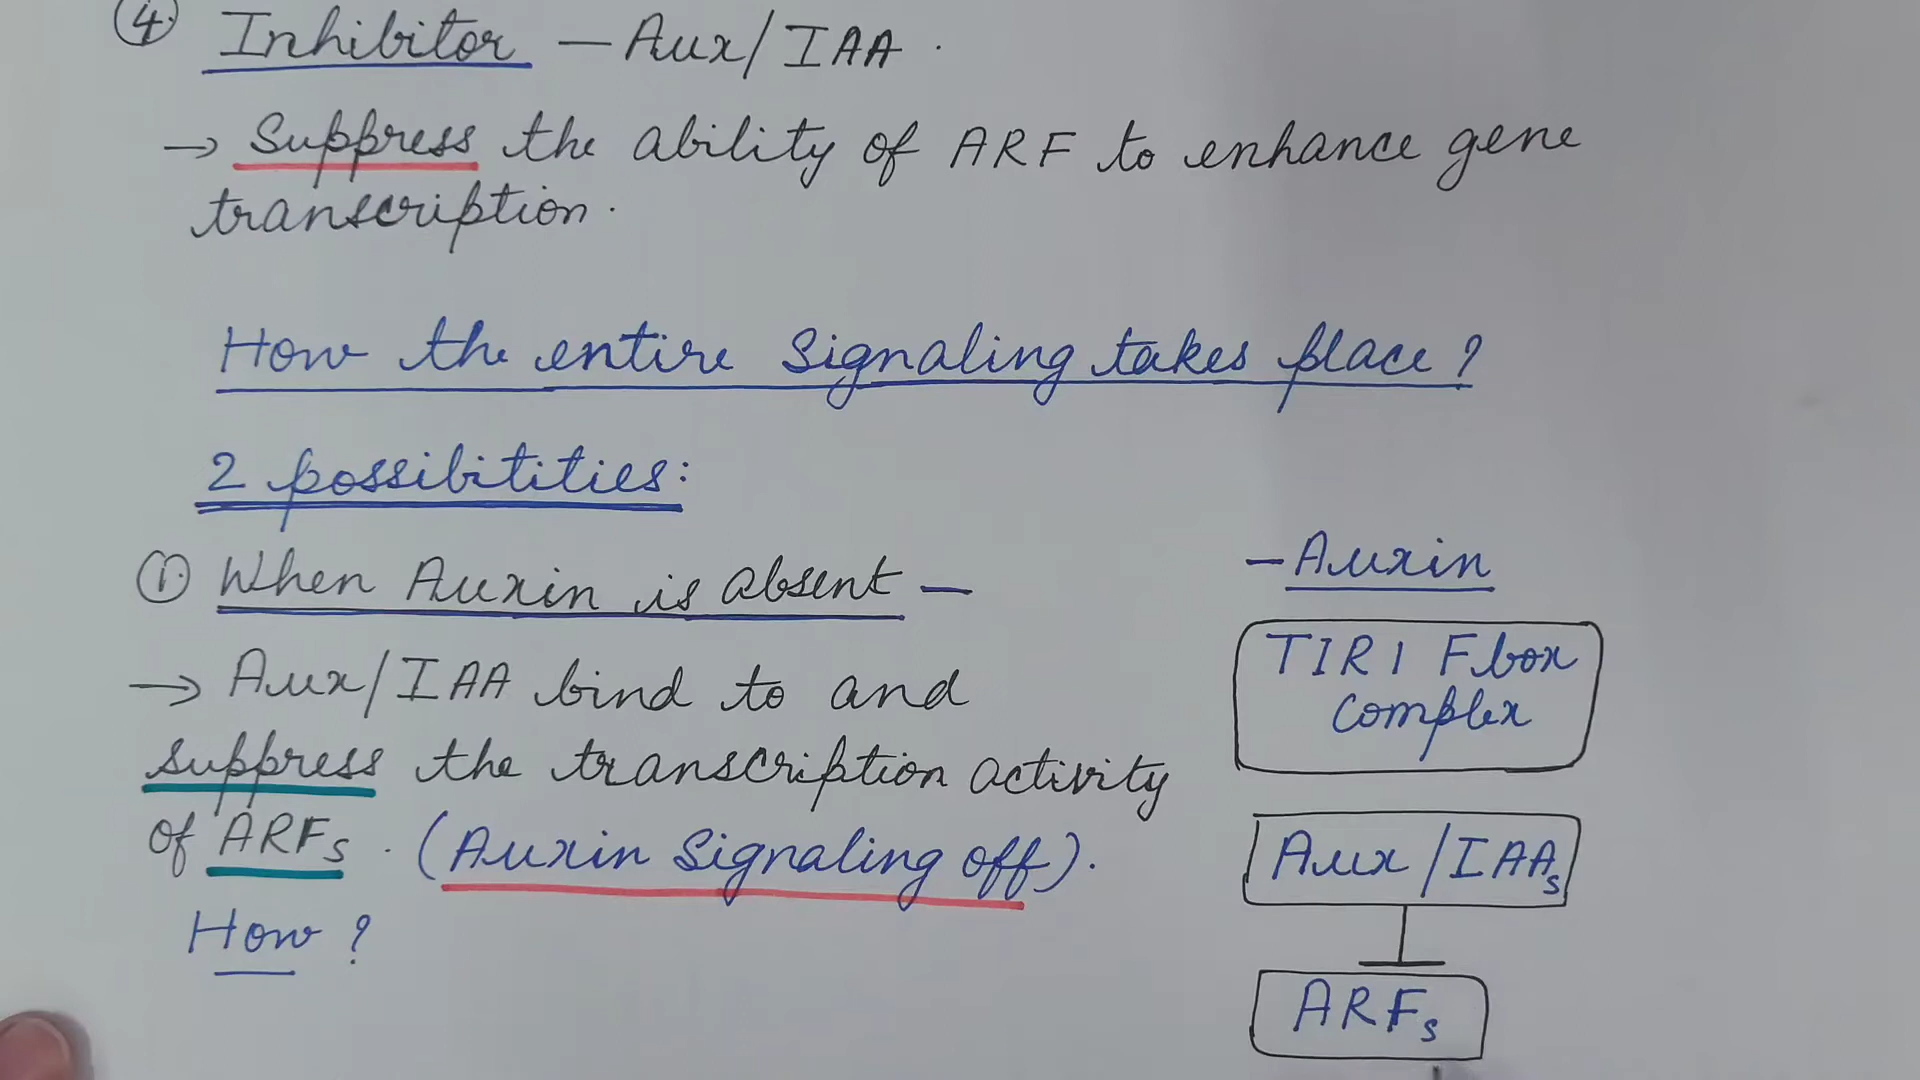 4. Inhibitor — Aux/IAA.
→ Suppress the ability of ARF to enhance gene
transcription.
How the entire Signaling takes place?
2 possibitities:
1. When Auxin is absent —
→ Aux/IAA bind to and
suppress the transcription activity
of ARFs. (Auxin Signaling off).
How?
– Auxin
TIR1 Fbox
complex
Aux/IAAs
ARFs